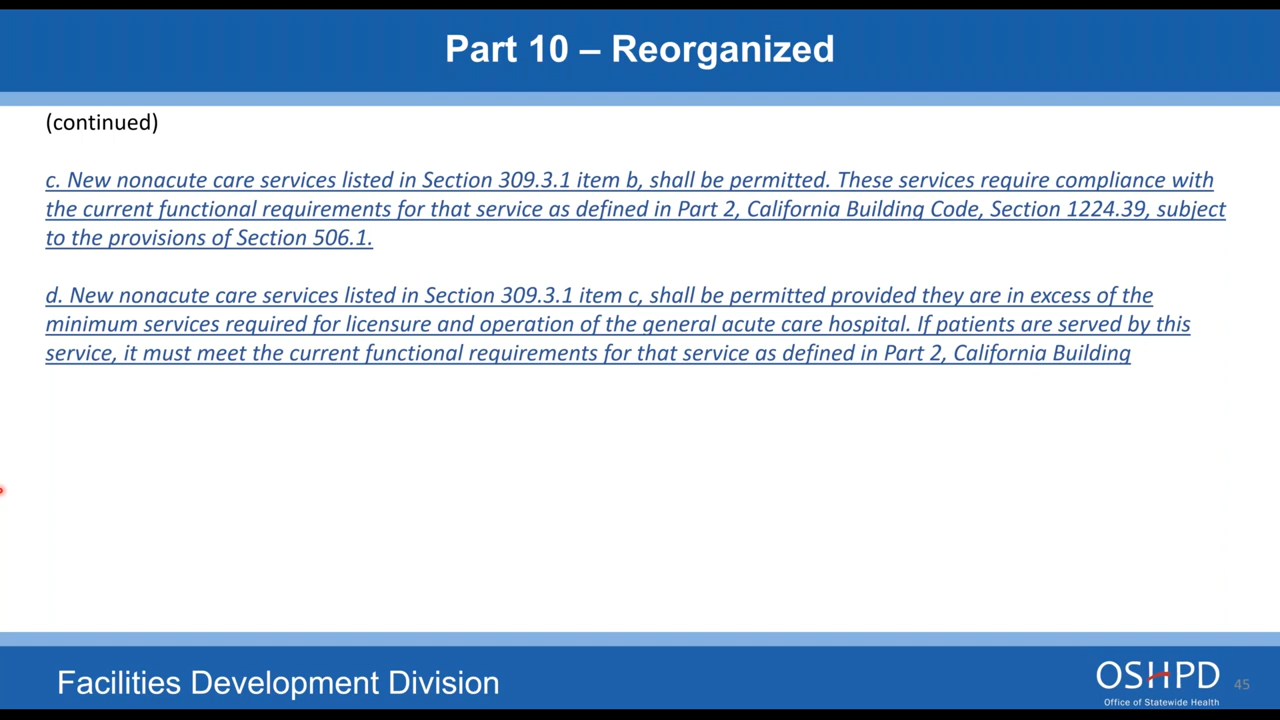 Part 10 – Reorganized
(continued)
c. New nonacute care services listed in Section 309.3.1 item b, shall be permitted. These services require compliance with
the current functional requirements for that service as defined in Part 2, California Building Code, Section 1224.39, subject
to the provisions of Section 506.1.
d. New nonacute care services listed in Section 309.3.1 item c, shall be permitted provided they are in excess of the
minimum services required for licensure and operation of the general acute care hospital. If patients are served by this
service, it must meet the current functional requirements for that service as defined in Part 2, California Building
Facilities Development Division
OSHPD
Office of Statewide Health
45